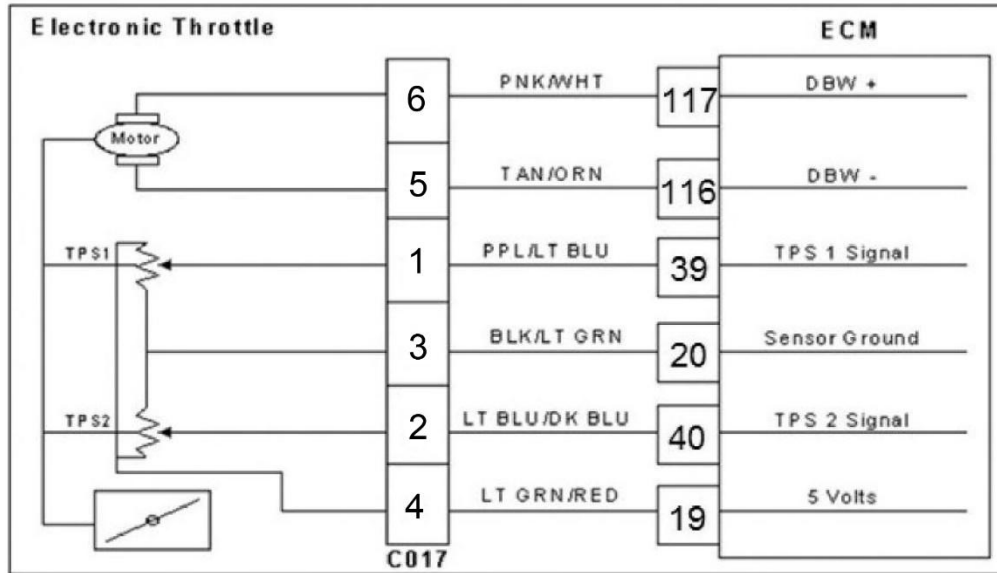 Electronic Throttle ECM
6 PNK/WHT 117 DBW +
Motor
5 TAN/ORN 116 DBW -
TPS1 1 PPL/LT BLU 39 TPS 1 Signal
3 BLK/LT GRN 20 Sensor Ground
TPS2 2 LT BLU/DK BLU 40 TPS 2 Signal
4 LT GRN/RED 19 5 Volts
C017